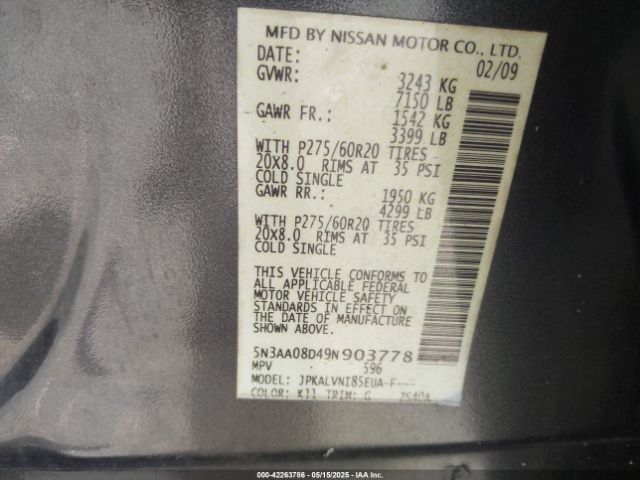 MFD BY NISSAN MOTOR CO., LTD.
DATE: 02/09
GVWR: 3243 KG
7150 LB
GAWR FR.: 1542 KG
3399 LB
WITH P275/60R20 TIRES
20x8.0 RIMS AT 35 PSI
COLD SINGLE
GAWR RR.: 1950 KG
4299 LB
WITH P275/60R20 TIRES
20x8.0 RIMS AT 35 PSI
COLD SINGLE
THIS VEHICLE CONFORMS TO
ALL APPLICABLE FEDERAL
MOTOR VEHICLE SAFETY
STANDARDS IN EFFECT ON
THE DATE OF MANUFACTURE
SHOWN ABOVE.
5N3AA08D49N903778
MPV 596
MODEL: JPKALVNI85EUA-F---
COLOR: K11 TRIM: G
000-42263786 - 05/15/2025 - IAA, Inc.